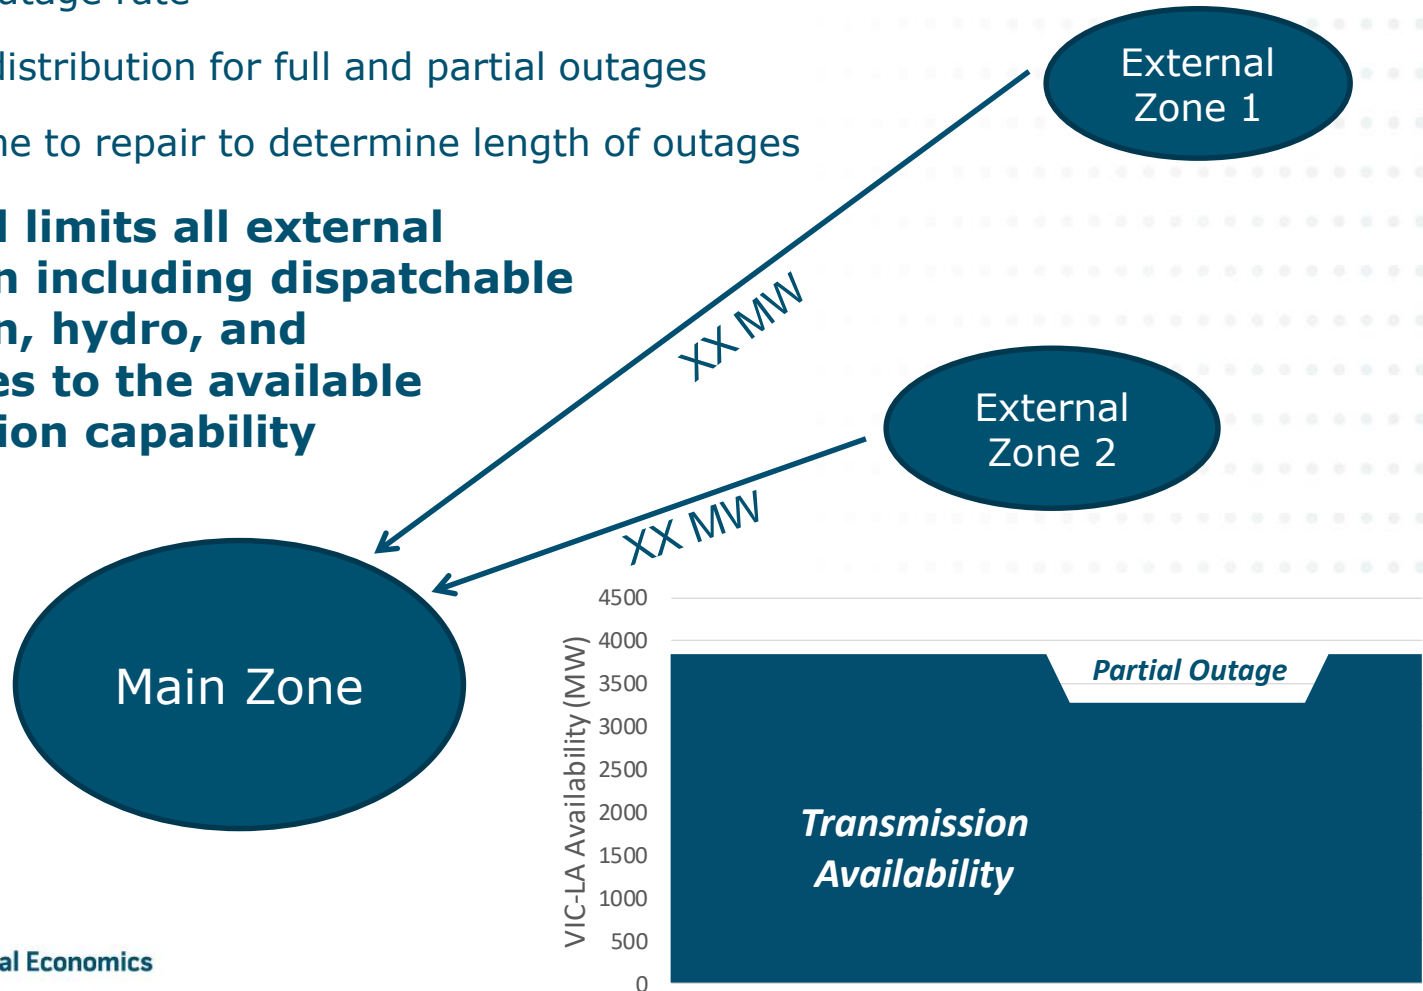 utage rate
distribution for full and partial outages
ne to repair to determine length of outages
l limits all external
n including dispatchable
n, hydro, and
es to the available
ion capability
External
Zone 1
XX MW
External
Zone 2
XX MW
Main Zone
VIC-LA Availability (MW)
4500
4000
3500
3000
2500
2000
1500
1000
500
0
Partial Outage
Transmission
Availability
al Economics